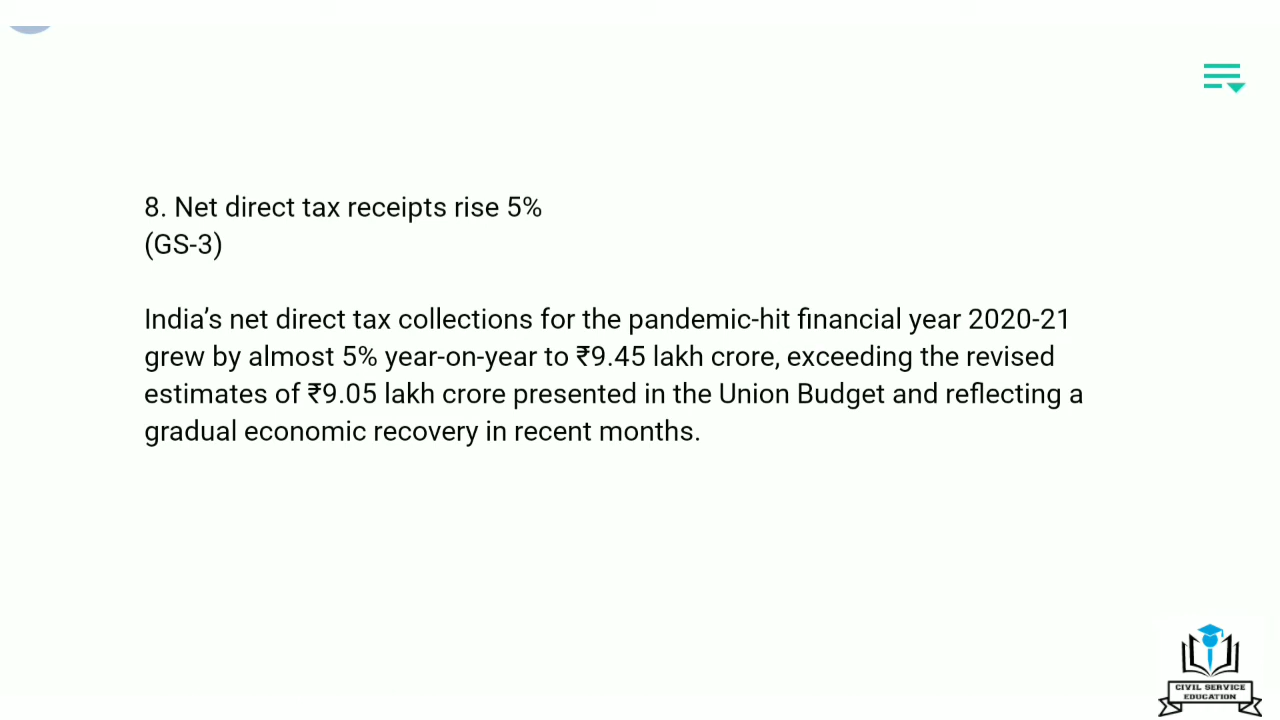 8. Net direct tax receipts rise 5%
(GS-3)
India’s net direct tax collections for the pandemic-hit financial year 2020-21
grew by almost 5% year-on-year to ₹9.45 lakh crore, exceeding the revised
estimates of ₹9.05 lakh crore presented in the Union Budget and reflecting a
gradual economic recovery in recent months.
CIVIL SERVICE
EDUCATION